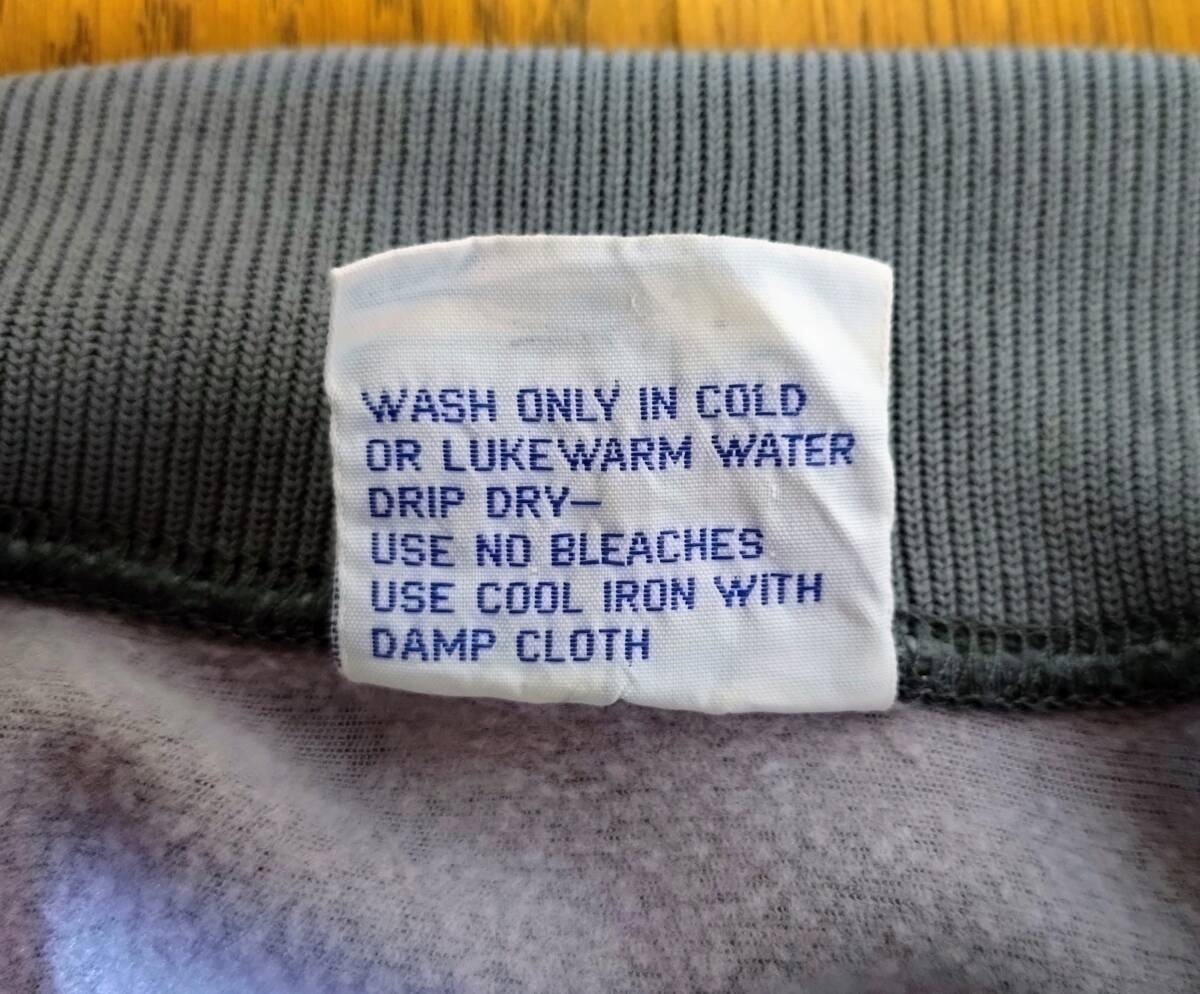 WASH ONLY IN COLD
OR LUKEWARM WATER
DRIP DRY—
USE NO BLEACHES
USE COOL IRON WITH
DAMP CLOTH